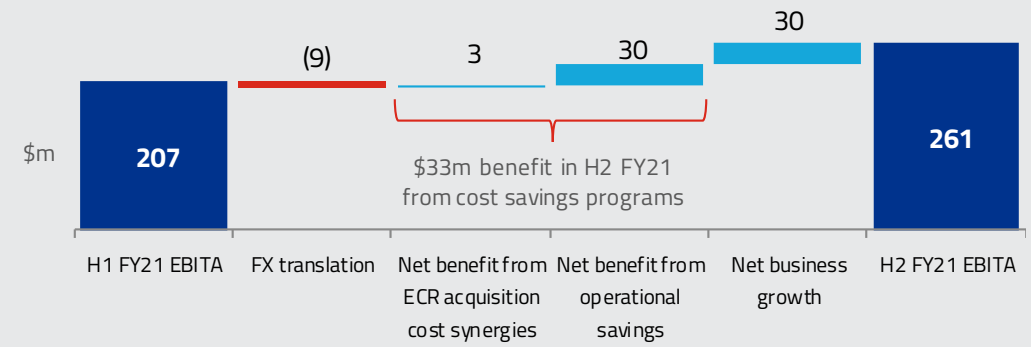 30
(9)
3
30
$m
207
261
$33m benefit in H2 FY21
from cost savings programs
H1 FY21 EBITA
FX translation
Net benefit from
ECR acquisition
cost synergies
Net benefit from
operational
savings
Net business
growth
H2 FY21 EBITA